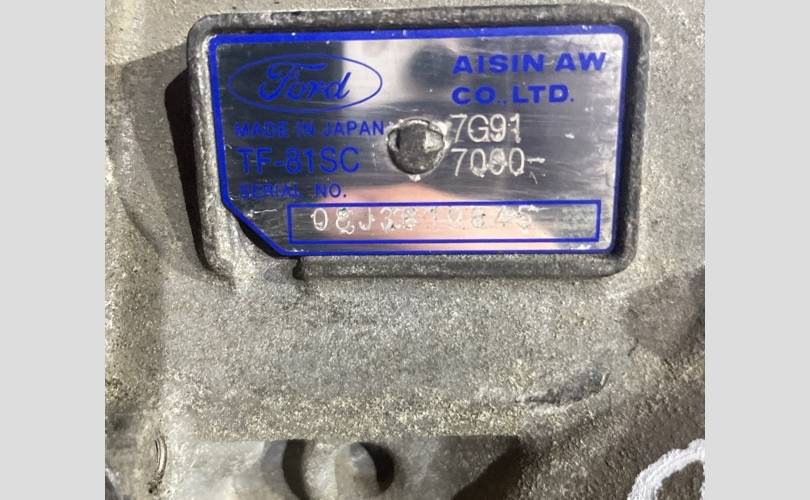 Ford
AISIN AW
CO., LTD.
MADE IN JAPAN
7G91
TF-81SC
7000-
SERIAL NO.